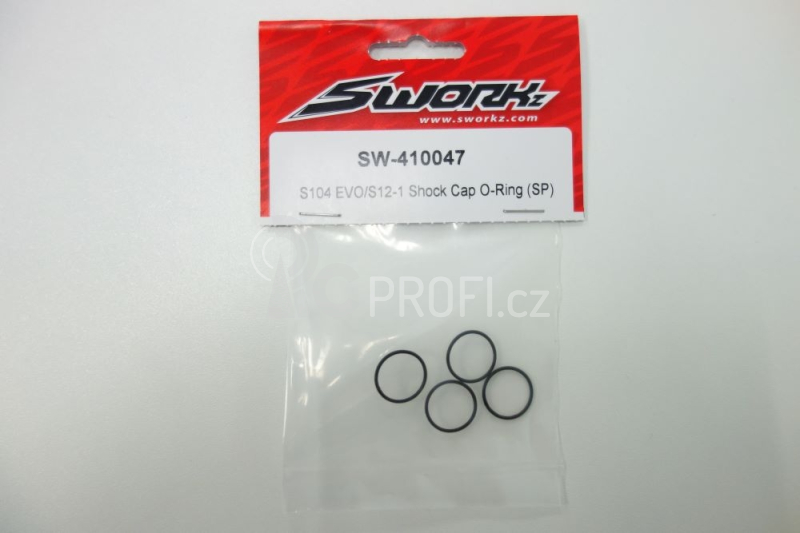 SWORKz
www.sworkz.com
SW-410047
S104 EVO/S12-1 Shock Cap O-Ring (SP)
PROFI.cz